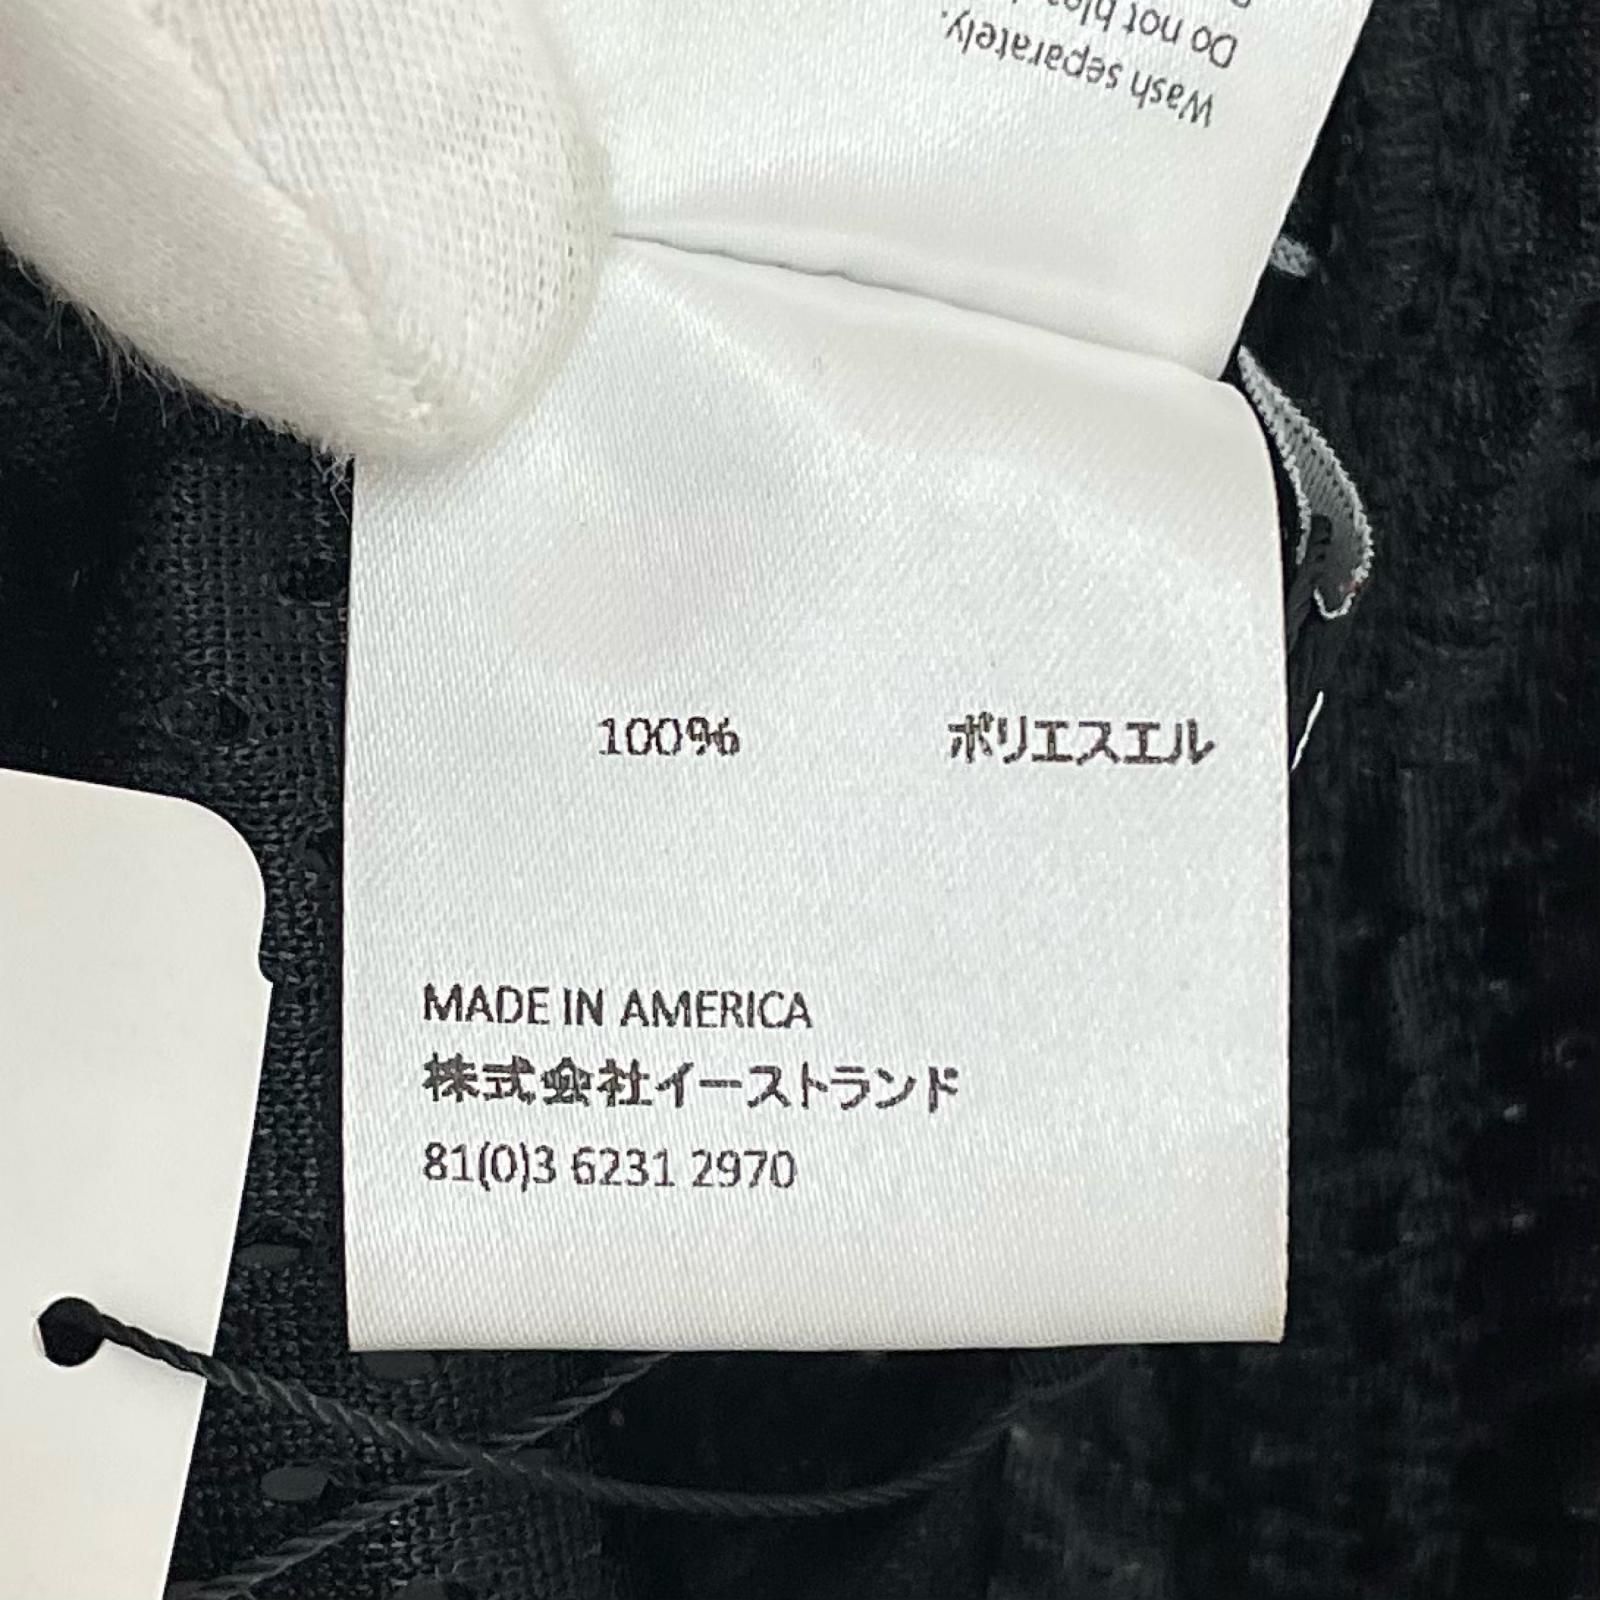 Do not
Wash separately.
100% ポリエスエル
MADE IN AMERICA
株式会社イーストランド
81(0)3 6231 2970